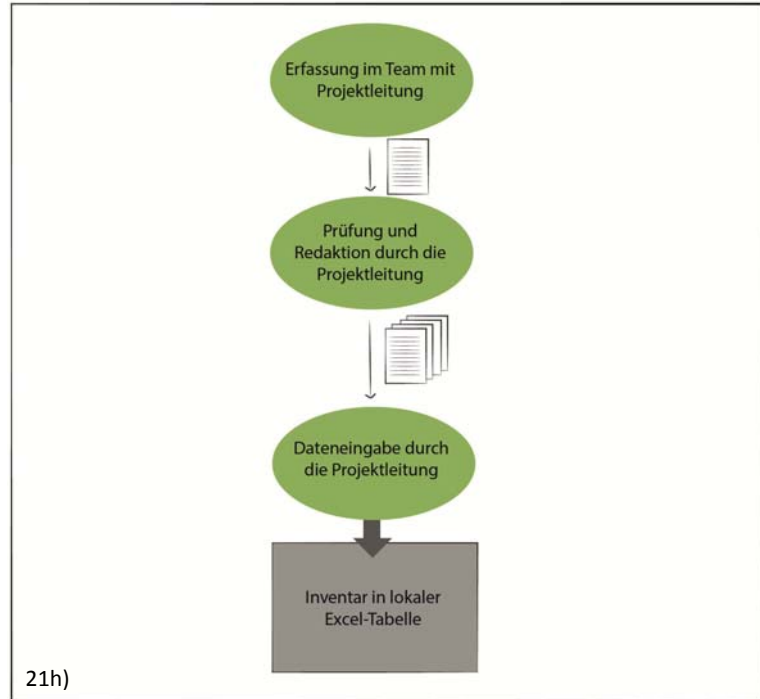 Erfassung im Team mit
Projektleitung
Prüfung und
Redaktion durch die
Projektleitung
Dateneingabe durch
die Projektleitung
Inventar in lokaler
Excel-Tabelle
21h)